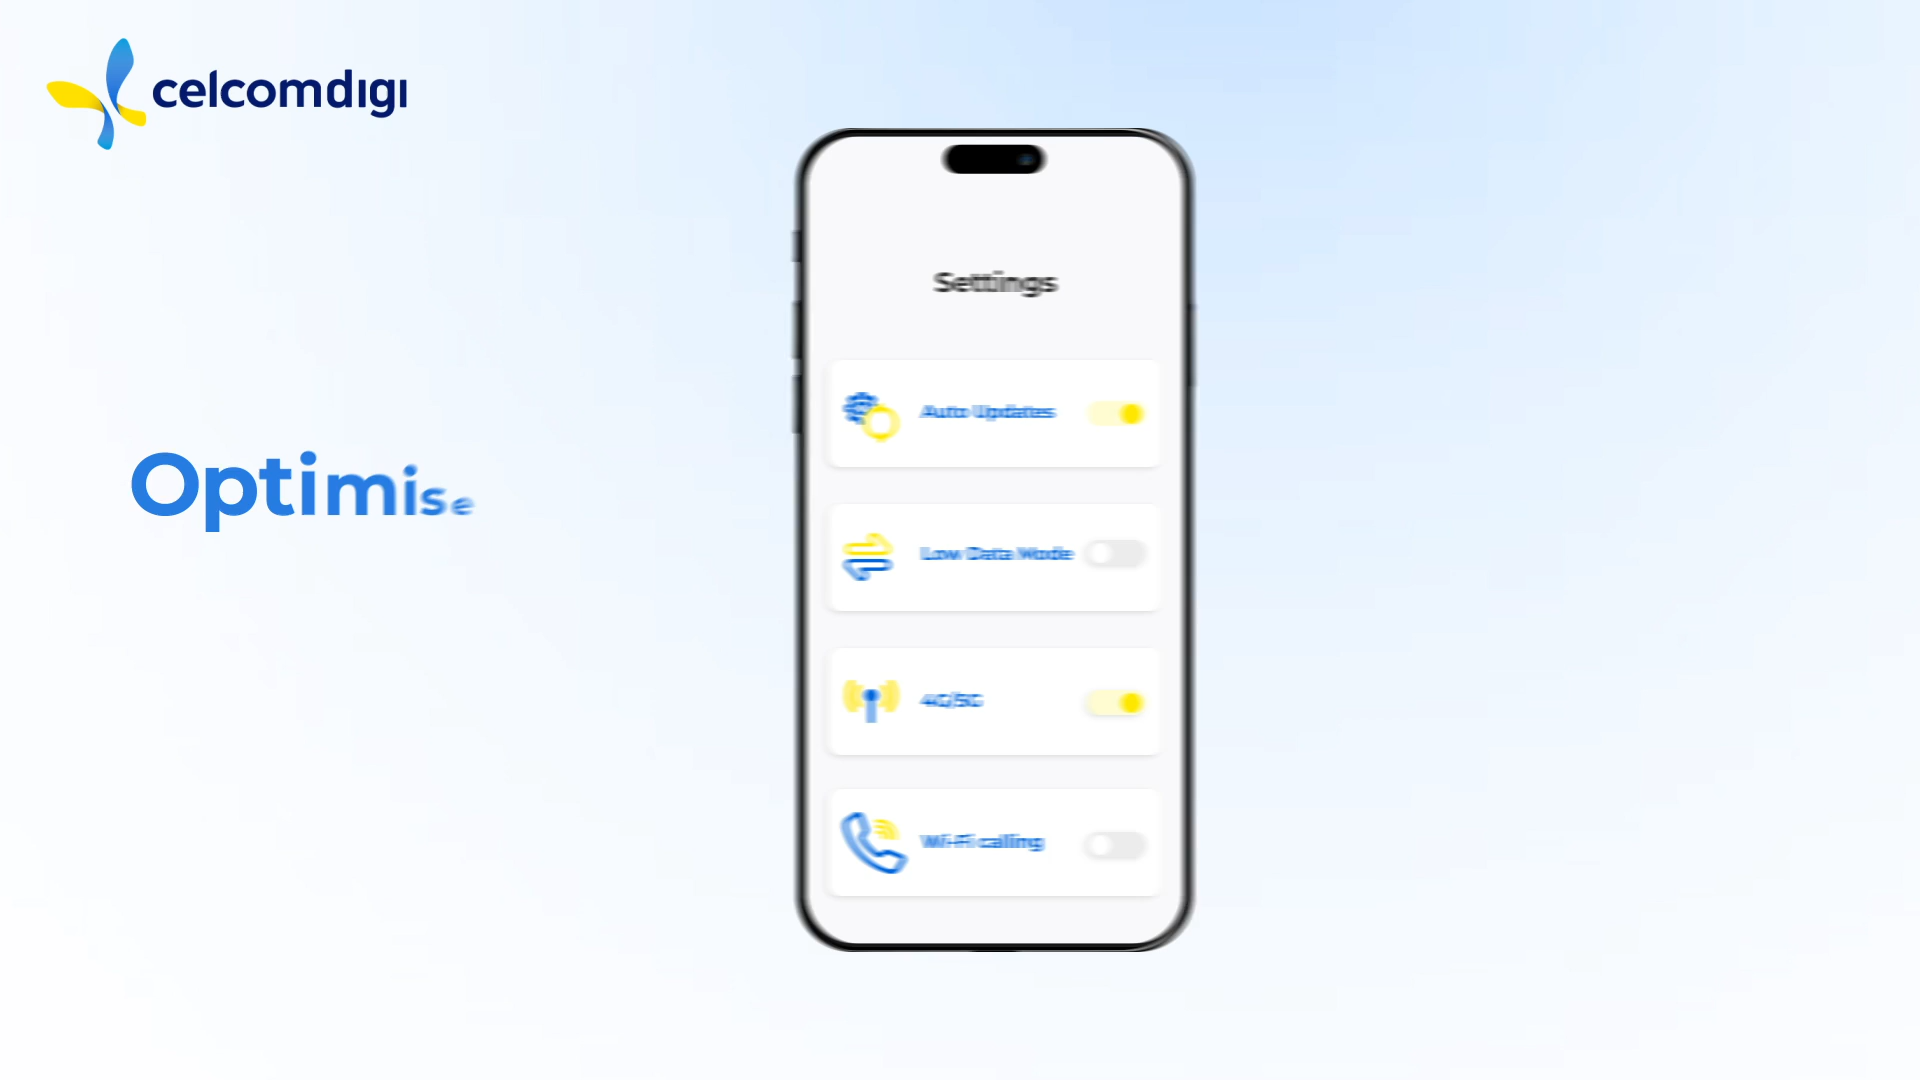 celcomdigi
Settings
Auto Updates
Optimise
Low Data Mode
4G/5G
Wi-Fi calling